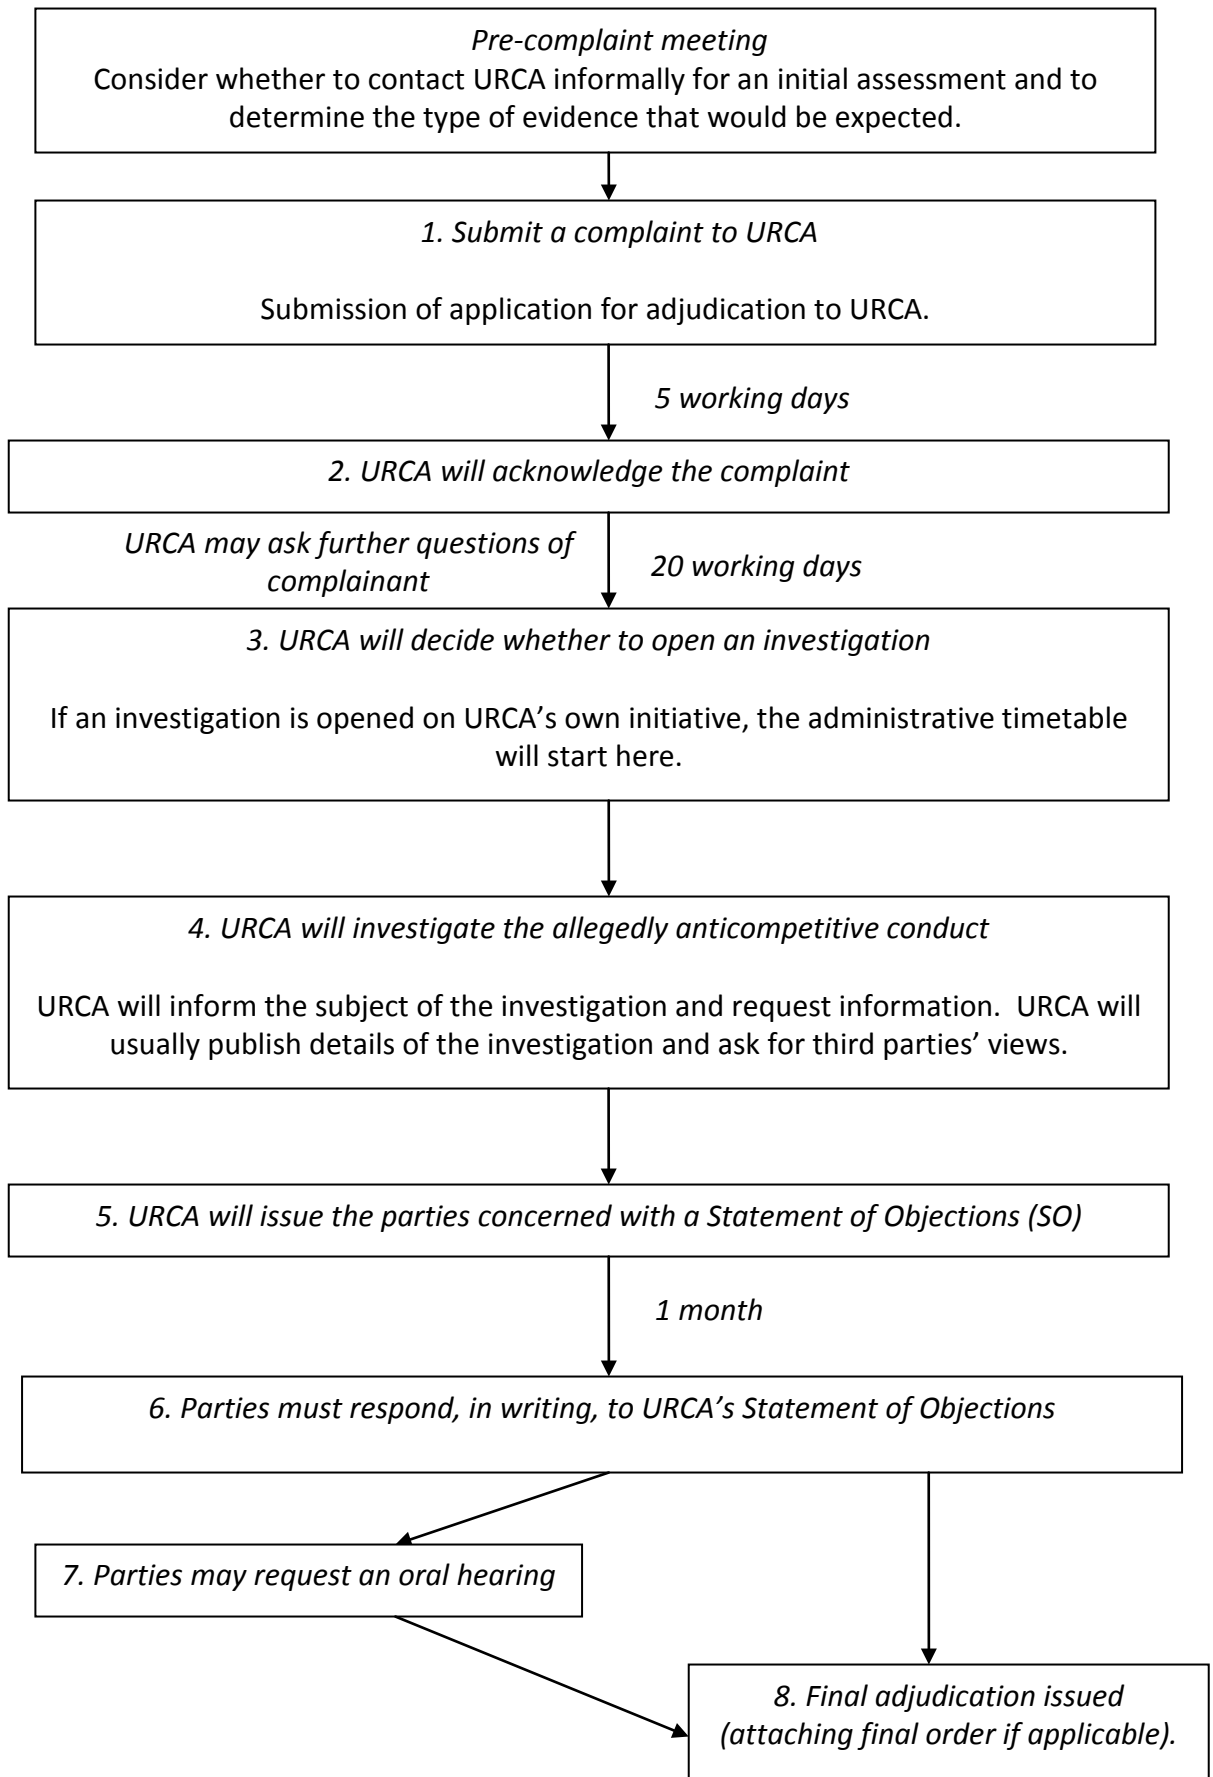 Pre-complaint meeting
Consider whether to contact URCA informally for an initial assessment and to
determine the type of evidence that would be expected.
1. Submit a complaint to URCA
Submission of application for adjudication to URCA.
5 working days
2. URCA will acknowledge the complaint
URCA may ask further questions of
complainant
20 working days
3. URCA will decide whether to open an investigation
If an investigation is opened on URCA’s own initiative, the administrative timetable
will start here.
4. URCA will investigate the allegedly anticompetitive conduct
URCA will inform the subject of the investigation and request information.  URCA will
usually publish details of the investigation and ask for third parties’ views.
5. URCA will issue the parties concerned with a Statement of Objections (SO)
1 month
6. Parties must respond, in writing, to URCA’s Statement of Objections
7. Parties may request an oral hearing
8. Final adjudication issued
(attaching final order if applicable).